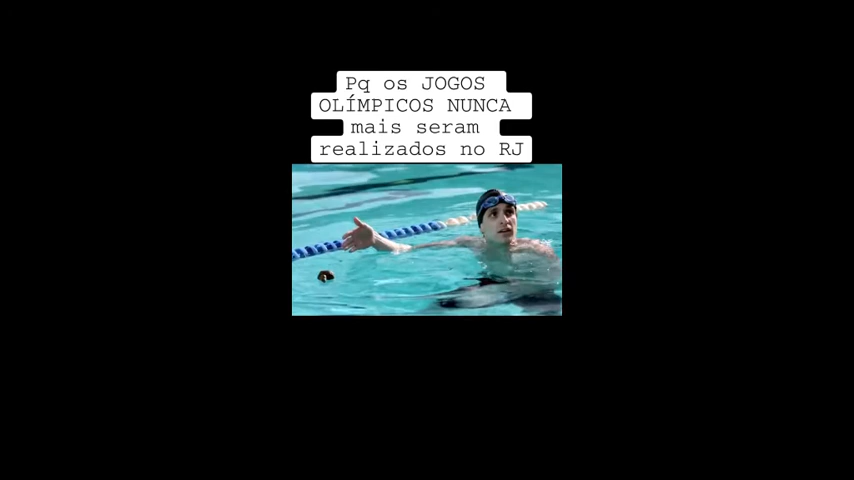 Pq os JOGOS
OLÍMPICOS NUNCA
mais seram
realizados no RJ